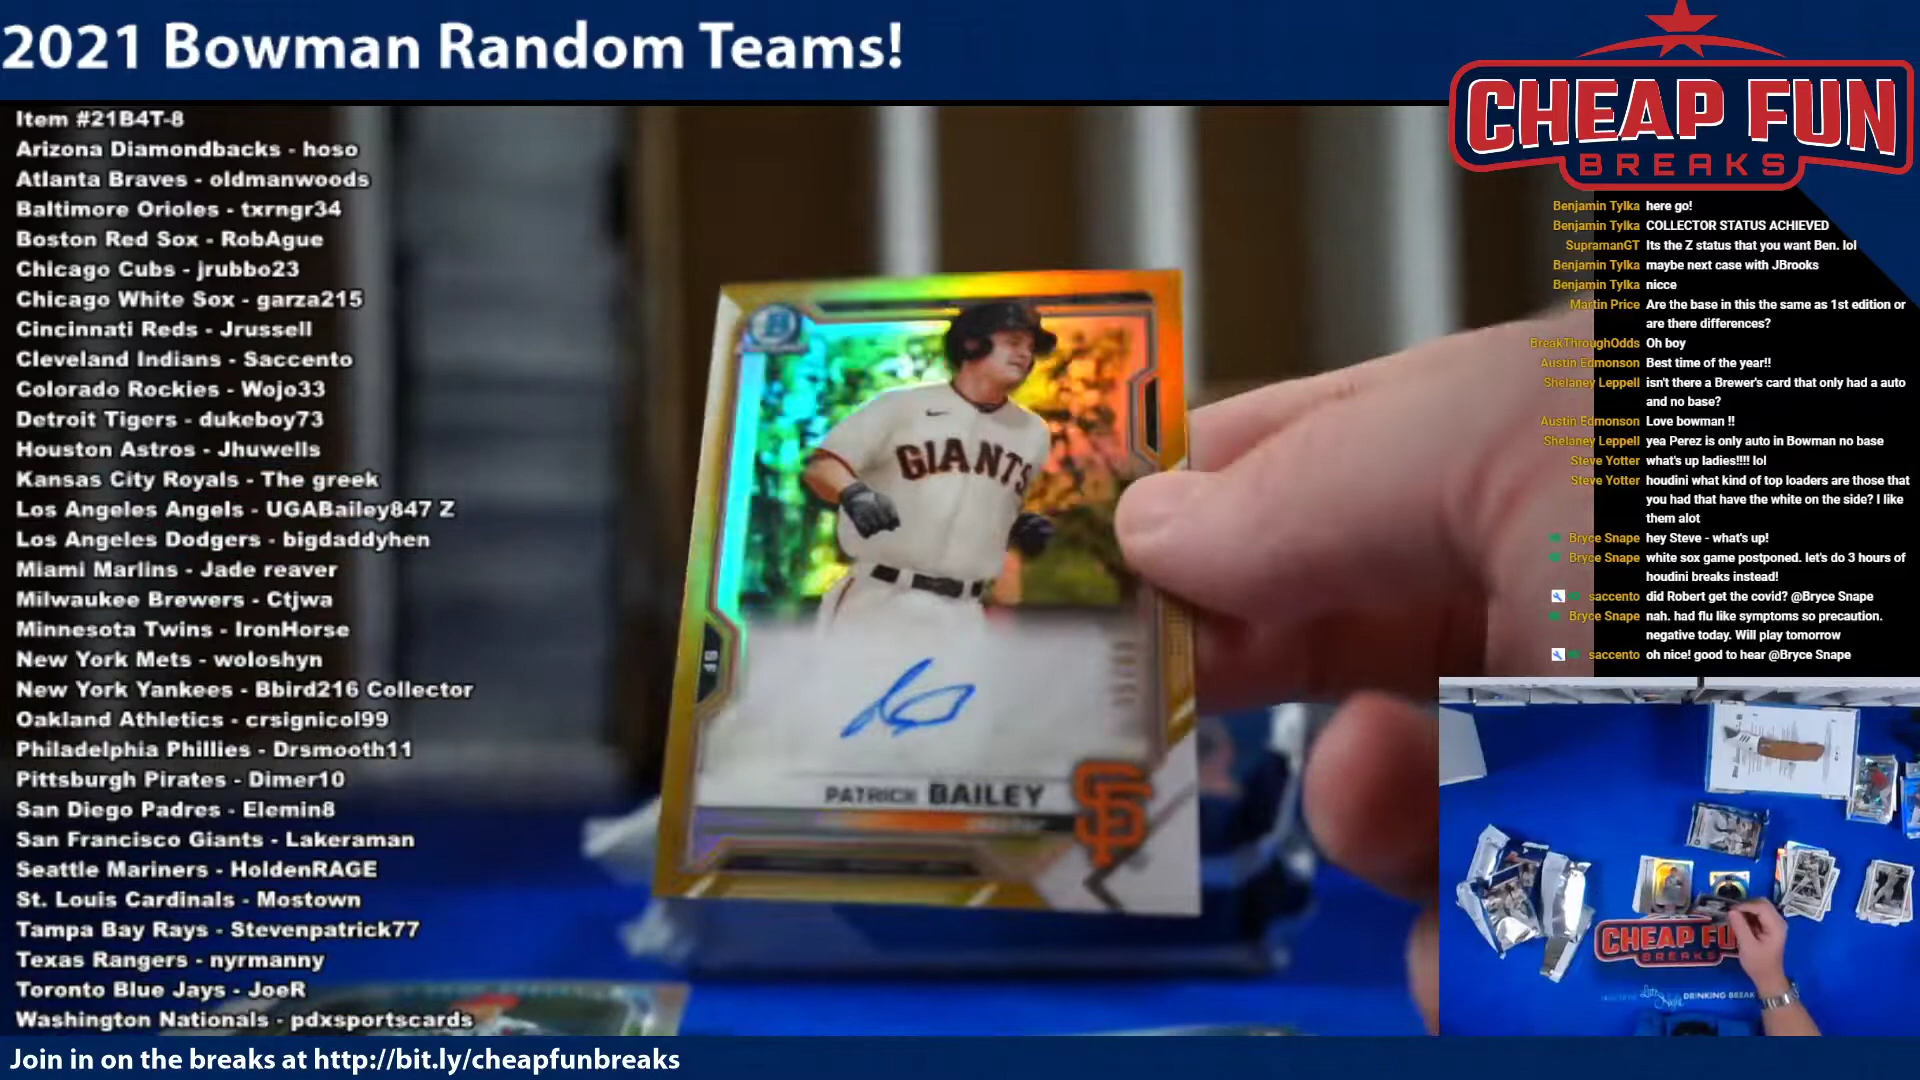 2021 Bowman Random Teams!
CHEAP FUN
BREAKS
Item #21B4T-8
Arizona Diamondbacks - hoso
Atlanta Braves - oldmanwoods
Baltimore Orioles - txrngr34
Boston Red Sox - RobAgue
Chicago Cubs - jrubbo23
Chicago White Sox - garza215
Cincinnati Reds - Jrussell
Cleveland Indians - Saccento
Colorado Rockies - Wojo33
Detroit Tigers - dukeboy73
Houston Astros - Jhuwells
Kansas City Royals - The greek
Los Angeles Angels - UGABailey847 Z
Los Angeles Dodgers - bigdaddyhen
Miami Marlins - Jade reaver
Milwaukee Brewers - Ctjwa
Minnesota Twins - IronHorse
New York Mets - woloshyn
New York Yankees - Bbird216 Collector
Oakland Athletics - crsignicol99
Philadelphia Phillies - Drsmooth11
Pittsburgh Pirates - Dimer10
San Diego Padres - Elemin8
San Francisco Giants - Lakeraman
Seattle Mariners - HoldenRAGE
St. Louis Cardinals - Mostown
Tampa Bay Rays - Stevenpatrick77
Texas Rangers - nyrmanny
Toronto Blue Jays - JoeR
Washington Nationals - pdxsportscards
B
GIANTS
PATRICK BAILEY
SF
Benjamin Tylka here go!
Benjamin Tylka COLLECTOR STATUS ACHIEVED
SupramanGT Its the Z status that you want Ben. lol
Benjamin Tylka maybe next case with JBrooks
Benjamin Tylka nicce
Martin Price Are the base in this the same as 1st edition or
are there differences?
BreakThroughOdds Oh boy
Austin Edmonson Best time of the year!!
Shelaney Leppell isn't there a Brewer's card that only had a auto
and no base?
Austin Edmonson Love bowman !!
Shelaney Leppell yea Perez is only auto in Bowman no base
Steve Yotter what's up ladies!!!! lol
Steve Yotter houdini what kind of top loaders are those that
you had that have the white on the side? I like
them alot
Bryce Snape hey Steve - what's up!
Bryce Snape white sox game postponed. let's do 3 hours of
houdini breaks instead!
saccento did Robert get the covid? @Bryce Snape
Bryce Snape nah. had flu like symptoms so precaution.
negative today. Will play tomorrow
saccento oh nice! good to hear @Bryce Snape
CHEAP FU
BREAKS
DRINKING BREAK
Join in on the breaks at http://bit.ly/cheapfunbreaks